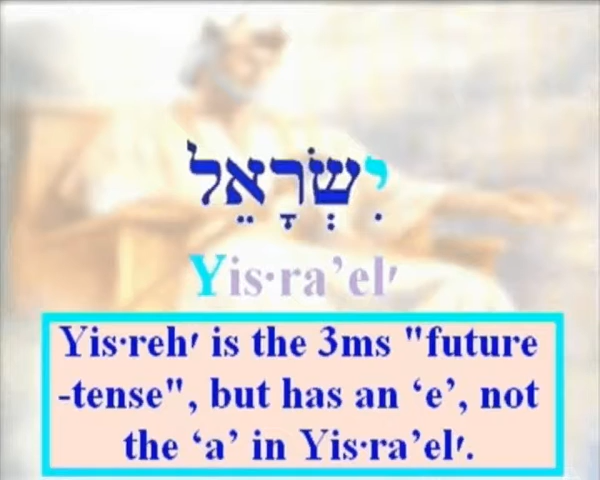 יִשְׂרָאֵל
Yis·ra’el′
Yis·reh′ is the 3ms "future
-tense", but has an ‘e’, not
the ‘a’ in Yis·ra’el′.